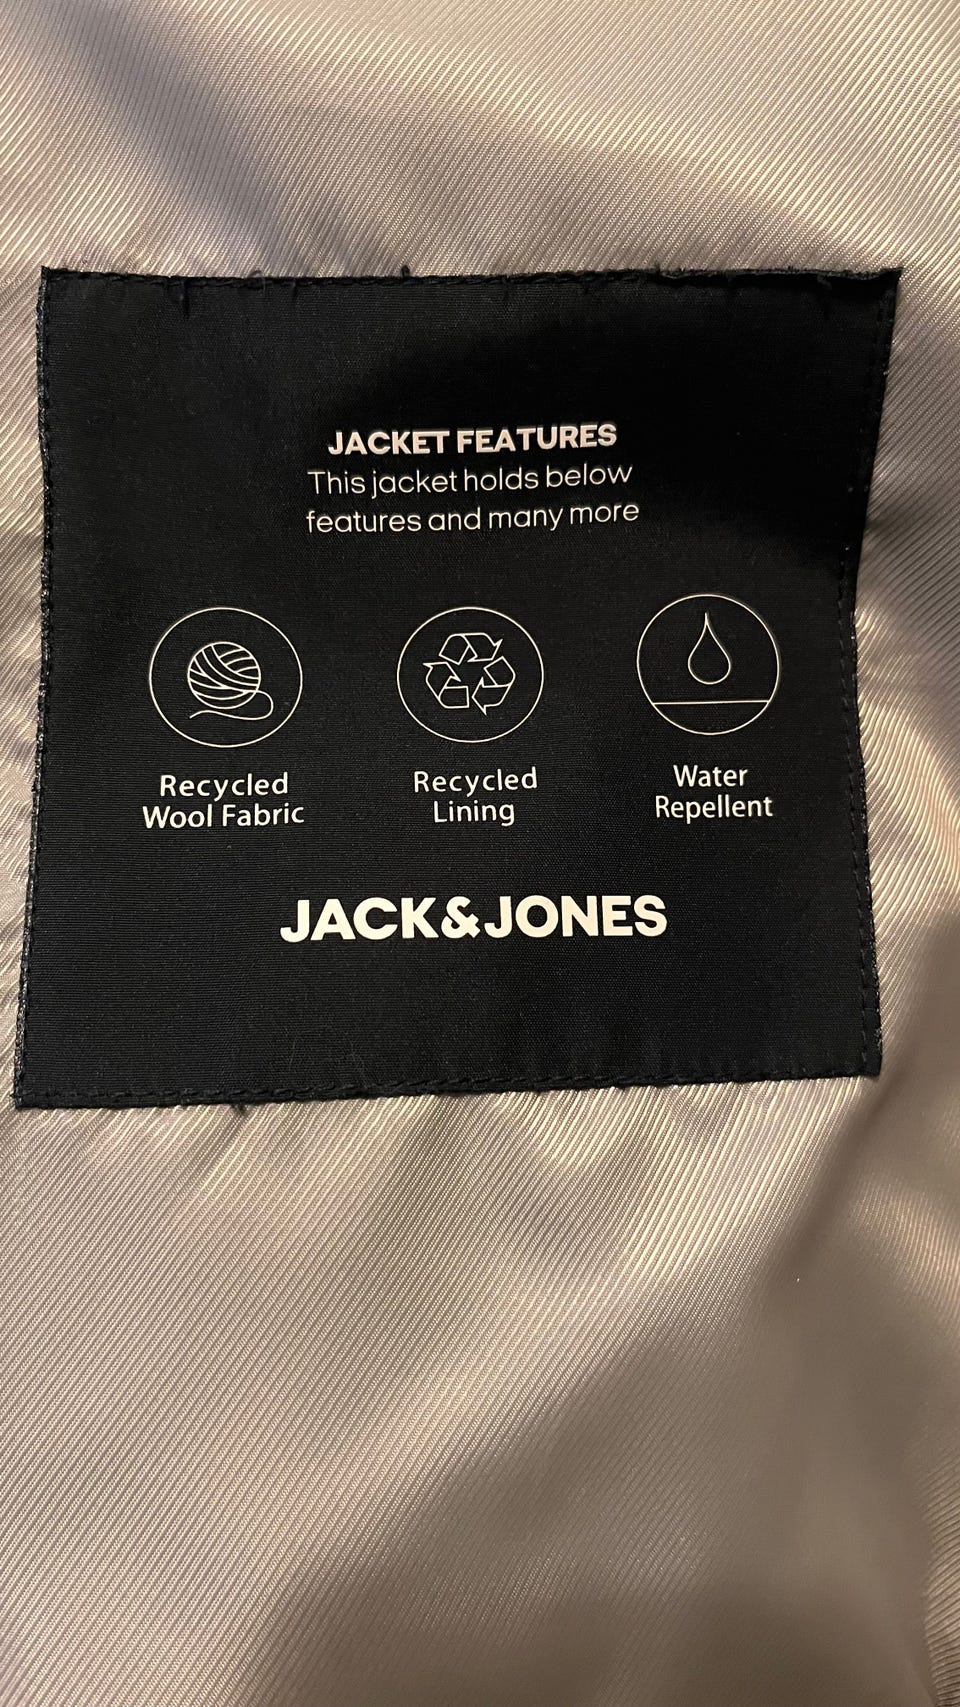 JACKET FEATURES
This jacket holds below
features and many more
Recycled
Wool Fabric
Recycled
Lining
Water
Repellent
JACK&JONES